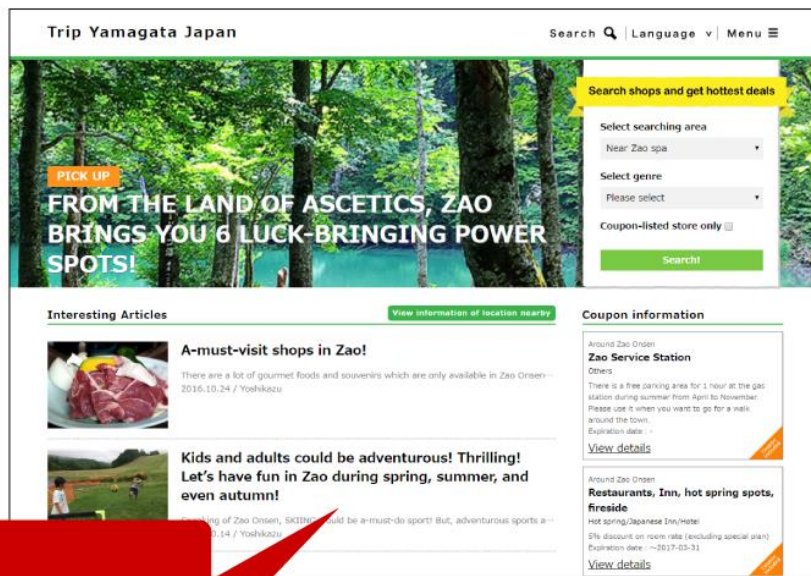 Trip Yamagata Japan
Search | Language v | Menu ☰
Search shops and get hottest deals
Select searching area
Near Zao spa
Select genre
Please select
Coupon-listed store only
Search!
PICK UP
FROM THE LAND OF ASCETICS, ZAO
BRINGS YOU 6 LUCK-BRINGING POWER
SPOTS!
Interesting Articles
View information of location nearby
A-must-visit shops in Zao!
There are a lot of gourmet foods and souvenirs which are only available in Zao Onsen…
2016.10.24 / Yoshikazu
Kids and adults could be adventurous! Thrilling!
Let's have fun in Zao during spring, summer, and
even autumn!
of Zao Onsen, SKIING could be a-must-do sport! But, adventurous sports a…
0.14 / Yoshikazu
Coupon information
Around Zao Onsen
Zao Service Station
Others
There is a free parking area for 1 hour at the gas
station during summer from April to November.
Please use it when you want to go for a walk
around the town.
Expiration date : -
View details
Around Zao Onsen
Restaurants, Inn, hot spring spots,
fireside
Hot spring/Japanese Inn/Hotel
5% discount on room rate (excluding special plan)
Expiration date : ～2017-03-31
View details